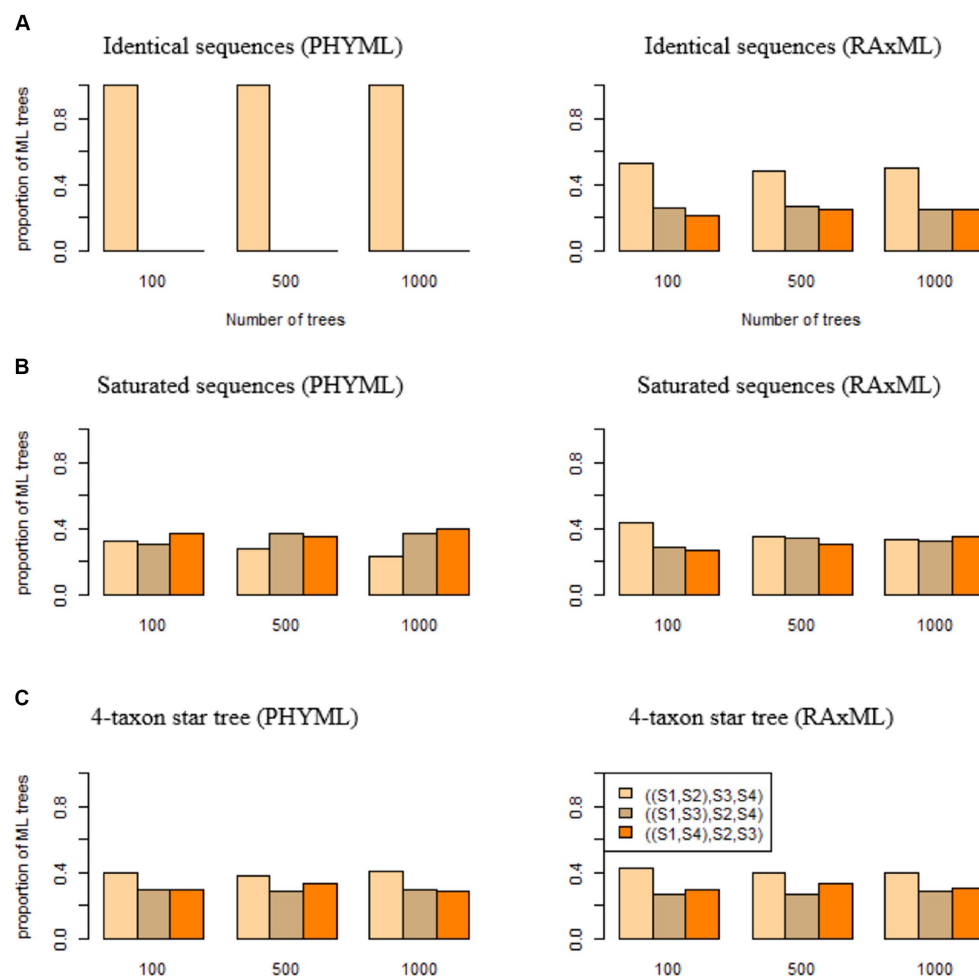 A
Identical sequences (PHYML)
Identical sequences (RAxML)
proportion of ML trees
0.8
0.4
0.0
100
500
1000
Number of trees
0.8
0.4
0.0
100
500
1000
Number of trees
B
Saturated sequences (PHYML)
Saturated sequences (RAxML)
proportion of ML trees
0.8
0.4
0.0
100
500
1000
0.8
0.4
0.0
100
500
1000
C
4-taxon star tree (PHYML)
4-taxon star tree (RAxML)
proportion of ML trees
0.8
0.4
0.0
100
500
1000
0.8
0.4
0.0
((S1,S2),S3,S4)
((S1,S3),S2,S4)
((S1,S4),S2,S3)
100
500
1000